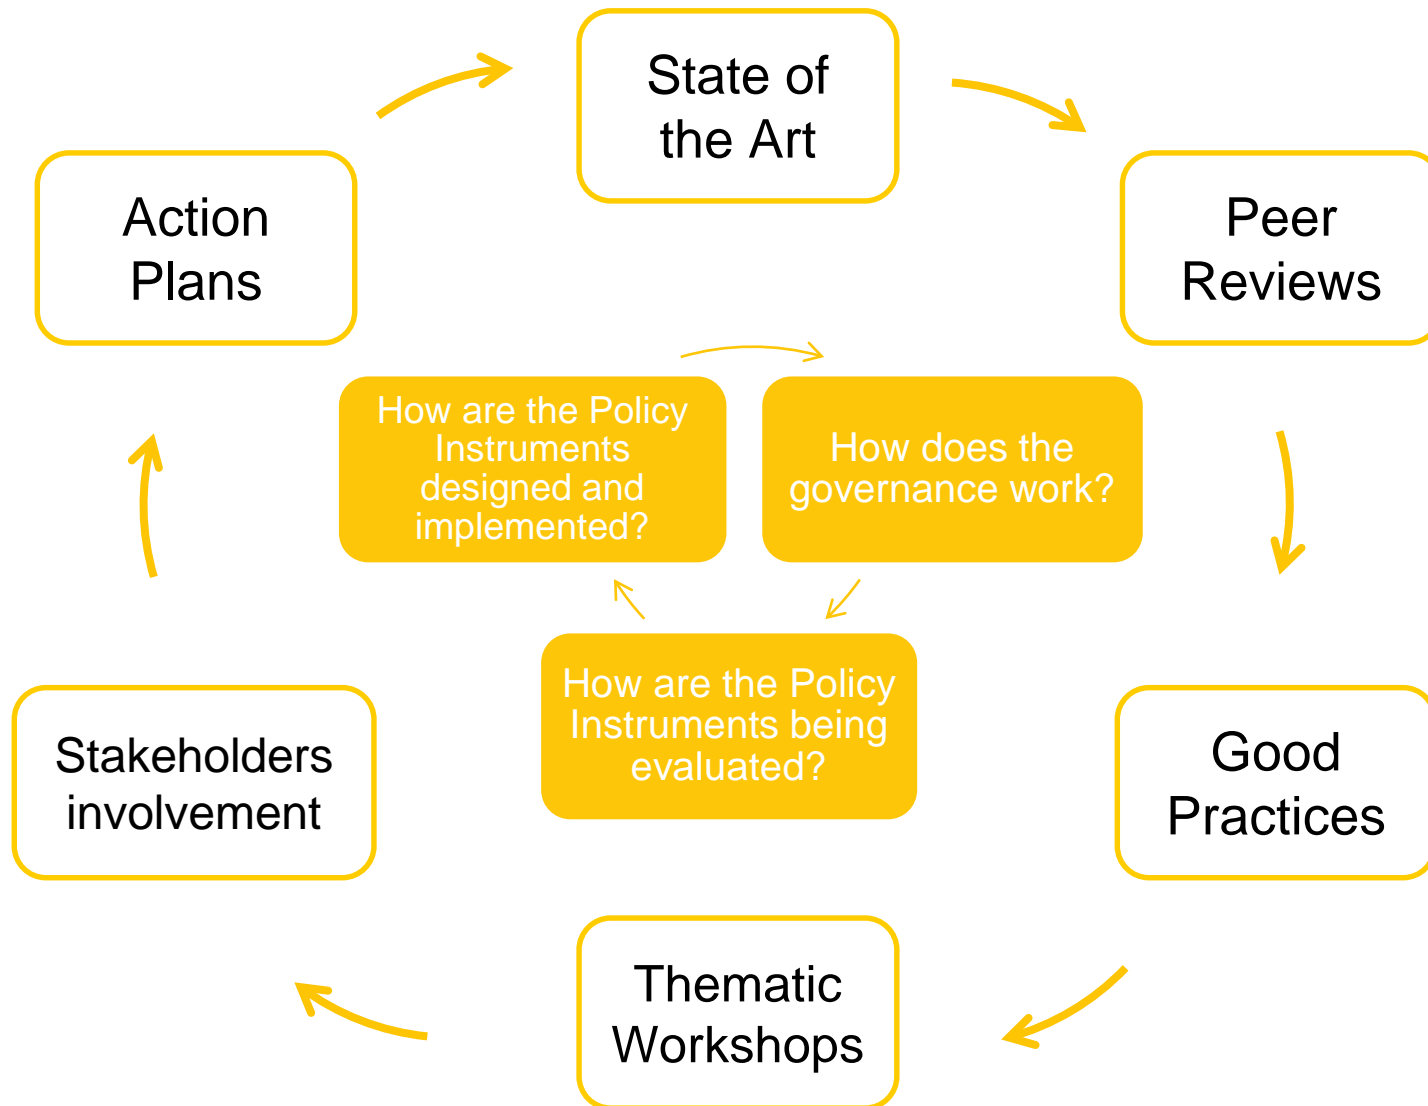 State of
the Art
Peer
Reviews
Good
Practices
Thematic
Workshops
Stakeholders
involvement
Action
Plans
How are the Policy
Instruments
designed and
implemented?
How does the
governance work?
How are the Policy
Instruments being
evaluated?